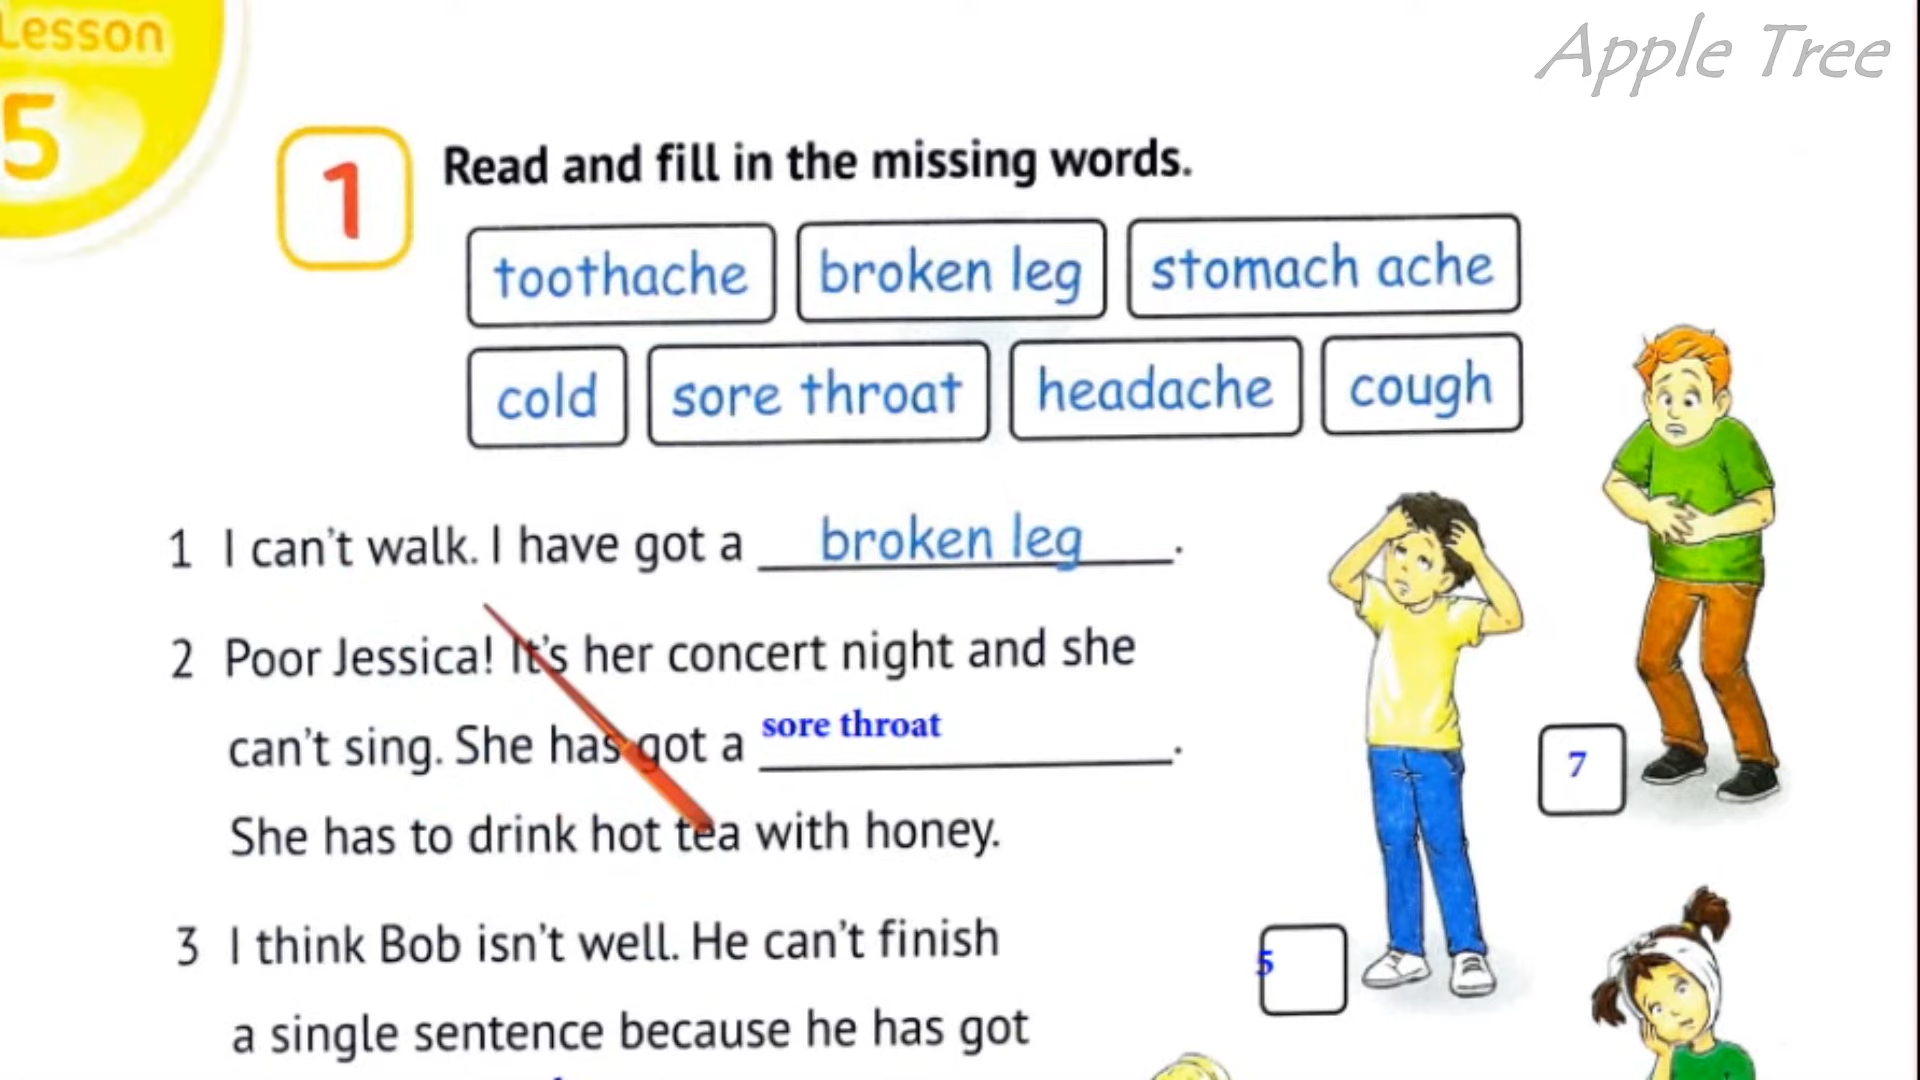 Lesson
5
Apple Tree
1 Read and fill in the missing words.
toothache broken leg stomach ache
cold sore throat headache cough
1 I can't walk. I have got a broken leg.
2 Poor Jessica! It's her concert night and she
can't sing. She has got a sore throat.
She has to drink hot tea with honey.
7
3 I think Bob isn't well. He can't finish
5
a single sentence because he has got